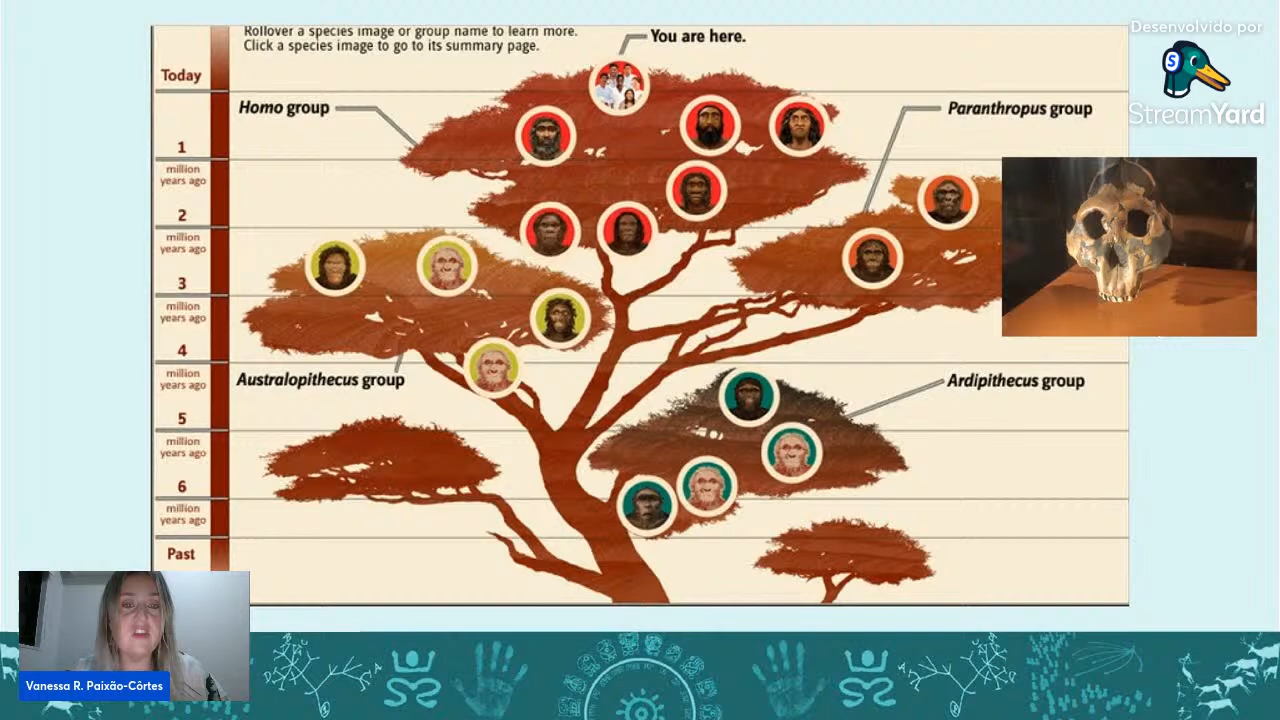 Rollover a species image or group name to learn more.
Click a species image to go to its summary page.
You are here.
Desenvolvido por
StreamYard
Today
Homo group
Paranthropus group
1
million
years ago
2
million
years ago
3
million
years ago
4
million
years ago
Australopithecus group
Ardipithecus group
5
million
years ago
6
million
years ago
Past
Vanessa R. Paixão-Côrtes